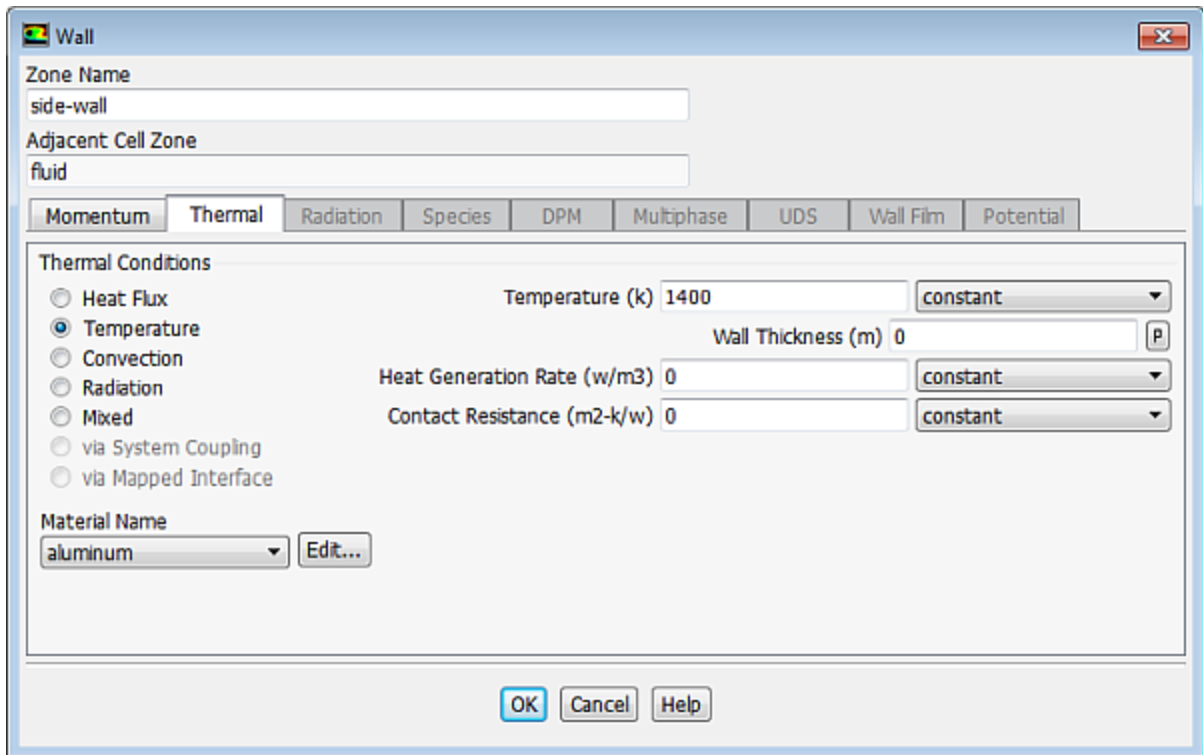 Wall
Zone Name
side-wall
Adjacent Cell Zone
fluid
Momentum Thermal Radiation Species DPM Multiphase UDS Wall Film Potential
Thermal Conditions
Heat Flux Temperature (k) 1400 constant
Temperature Wall Thickness (m) 0 P
Convection
Radiation Heat Generation Rate (w/m3) 0 constant
Mixed Contact Resistance (m2-k/w) 0 constant
via System Coupling
via Mapped Interface
Material Name
aluminum Edit...
OK Cancel Help